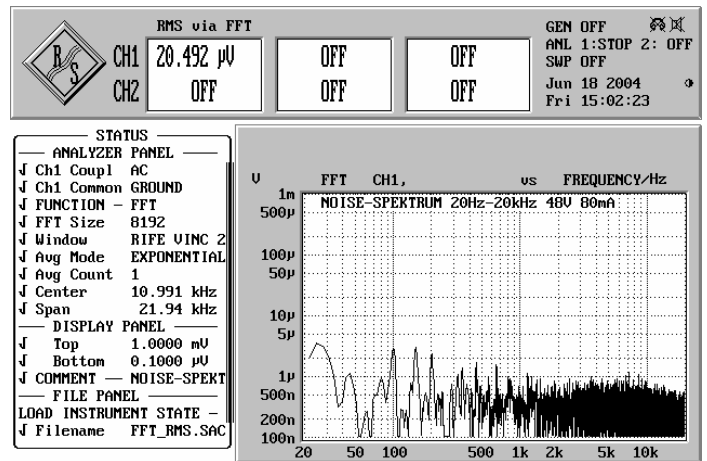 RMS via FFT
R S
CH1 20.492 µV OFF OFF
CH2 OFF OFF OFF
GEN OFF
ANL 1:STOP 2: OFF
SWP OFF
Jun 18 2004
Fri 15:02:23
STATUS
ANALYZER PANEL
√ Ch1 Coupl AC
√ Ch1 Common GROUND
√ FUNCTION — FFT
√ FFT Size 8192
√ Window RIFE VINC 2
√ Avg Mode EXPONENTIAL
√ Avg Count 1
√ Center 10.991 kHz
√ Span 21.94 kHz
DISPLAY PANEL
√ Top 1.0000 mV
√ Bottom 0.1000 µV
√ COMMENT — NOISE-SPEKT
FILE PANEL
LOAD INSTRUMENT STATE —
√ Filename FFT_RMS.SAC
V FFT CH1, vs FREQUENCY/Hz
NOISE-SPEKTRUM 20Hz-20kHz 48V 80mA
1m
500µ
100µ
50µ
10µ
5µ
1µ
500n
200n
100n
20 50 100 500 1k 2k 5k 10k